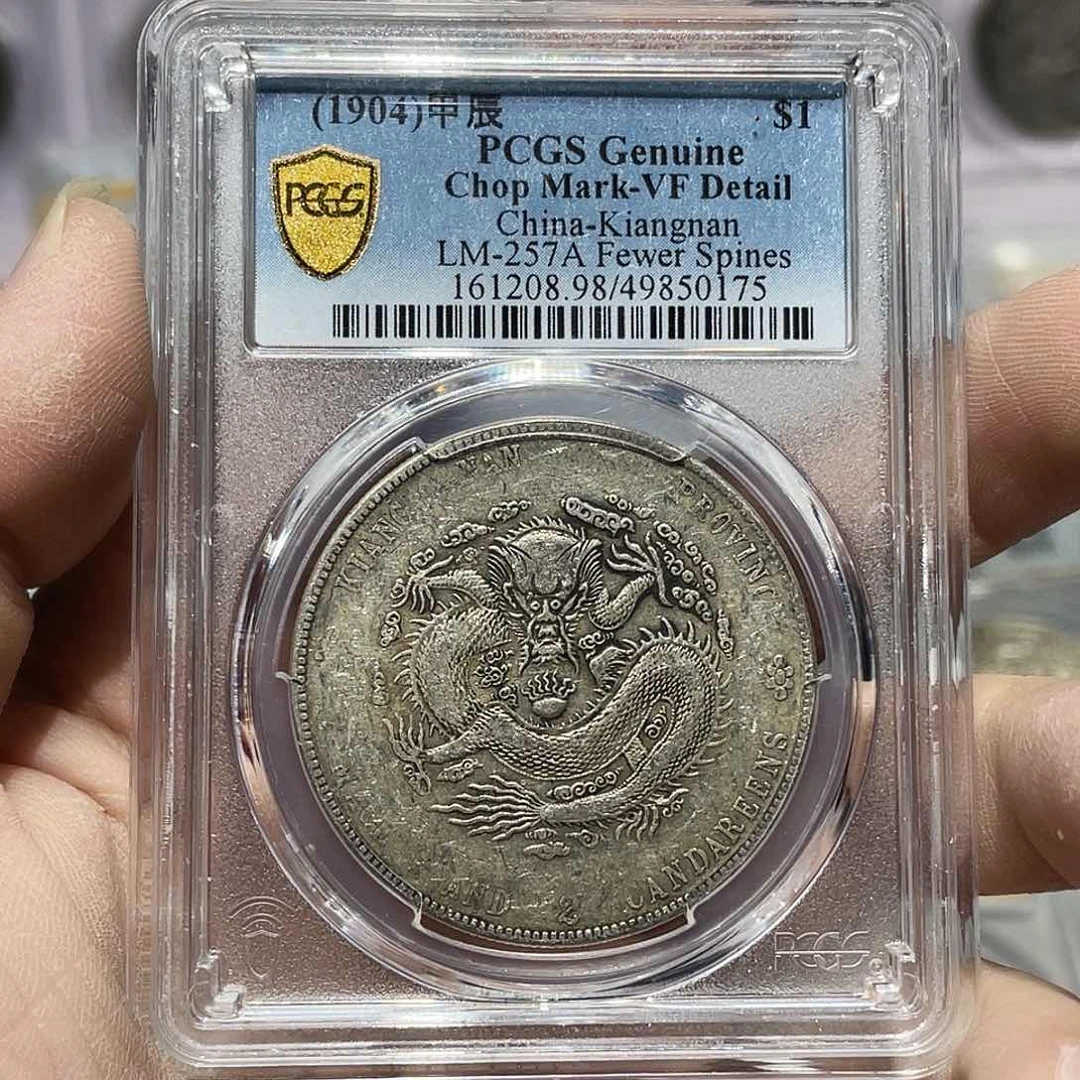 (1904)甲辰 $1
PCGS Genuine
Chop Mark-VF Detail
China-Kiangnan
LM-257A Fewer Spines
161208.98/49850175
PCGS
KIANG NAN PROVINC
AND 2 CANDAREENS
PCGS